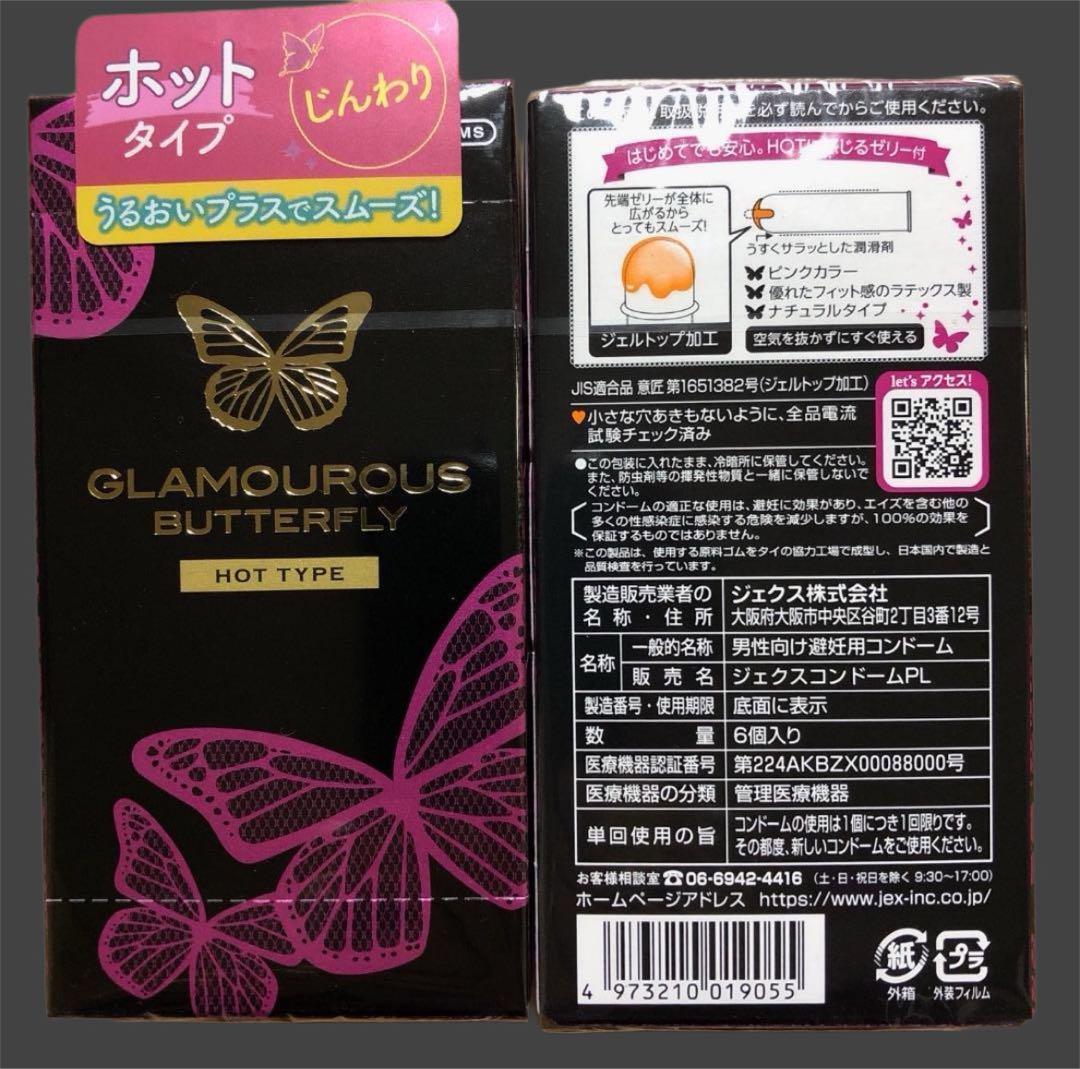 ホット
タイプ
じんわり
うるおいプラスでスムーズ!
MS
GLAMOUROUS
BUTTERFLY
HOT TYPE
取扱説 を必ず読んでからご使用ください。
はじめてでも安心。HOTに感じるゼリー付
先端ゼリーが全体に
広がるから
とってもスムーズ!
ジェルトップ加工
うすくサラッとした潤滑剤
ピンクカラー
優れたフィット感のラテックス製
ナチュラルタイプ
空気を抜かずにすぐ使える
JIS適合品 意匠 第1651382号(ジェルトップ加工)
let's アクセス!
小さな穴あきもないように、全品電流
試験チェック済み
●この包装に入れたまま、冷暗所に保管してください。
また、防虫剤等の揮発性物質と一緒に保管しないで
ください。
コンドームの適正な使用は、避妊に効果があり、エイズを含む他の
多くの性感染症に感染する危険を減少しますが、100%の効果を
保証するものではありません。
※この製品は、使用する原料ゴムをタイの協力工場で成型し、日本国内で製造と
品質検査を行っています。
製造販売業者の
名称・住所
ジェクス株式会社
大阪府大阪市中央区谷町2丁目3番12号
名称
一般的名称 男性向け避妊用コンドーム
販売名 ジェクスコンドームPL
製造番号・使用期限 底面に表示
数量 6個入り
医療機器認証番号 第224AKBZX00088000号
医療機器の分類 管理医療機器
単回使用の旨
コンドームの使用は1個につき1回限りです。
その都度、新しいコンドームをご使用ください。
お客様相談室☎06-6942-4416 (土・日・祝日を除く 9:30~17:00)
ホームページアドレス https://www.jex-inc.co.jp/
4 973210 019055
紙
外箱
プラ
外装フィルム